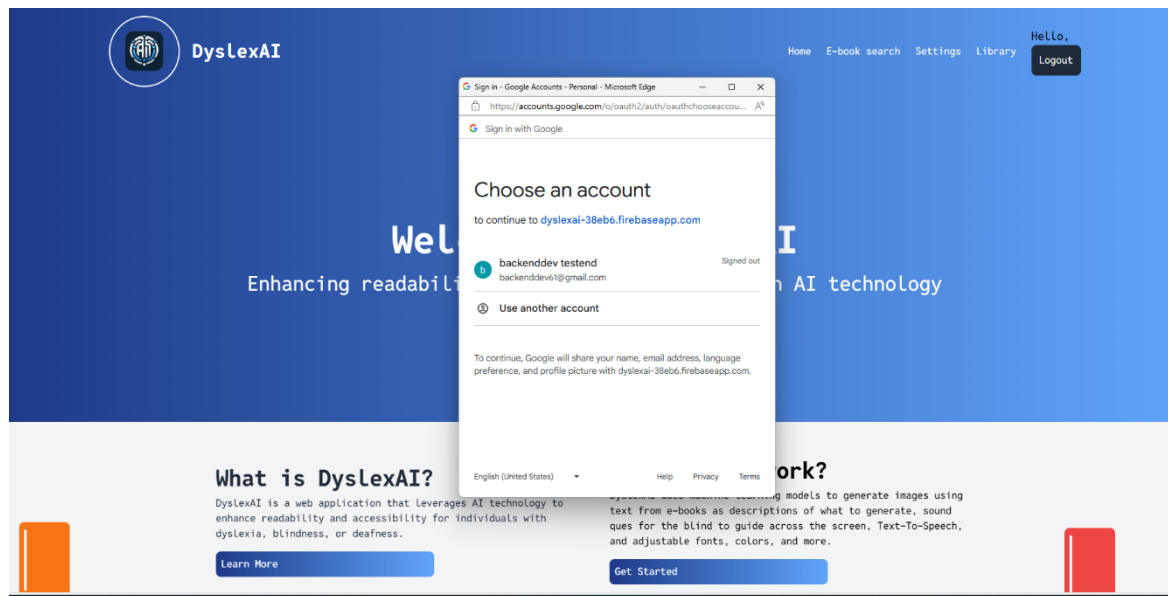 DyslexAI
Home E-book search Settings Library
Hello,
Logout
Sign in - Google Accounts - Personal - Microsoft Edge
https://accounts.google.com/o/oauth2/auth/oauthchooseaccou...
Sign in with Google
Choose an account
to continue to dyslexai-38eb6.firebaseapp.com
b
backenddev testend
Signed out
backenddev61@gmail.com
Use another account
To continue, Google will share your name, email address, language
preference, and profile picture with dyslexai-38eb6.firebaseapp.com.
English (United States)
Help Privacy Terms
Wel I
Enhancing readabili AI technology
What is DyslexAI?
DyslexAI is a web application that leverages AI technology to
enhance readability and accessibility for individuals with
dyslexia, blindness, or deafness.
Learn More
ork?
models to generate images using
text from e-books as descriptions of what to generate, sound
ques for the blind to guide across the screen, Text-To-Speech,
and adjustable fonts, colors, and more.
Get Started